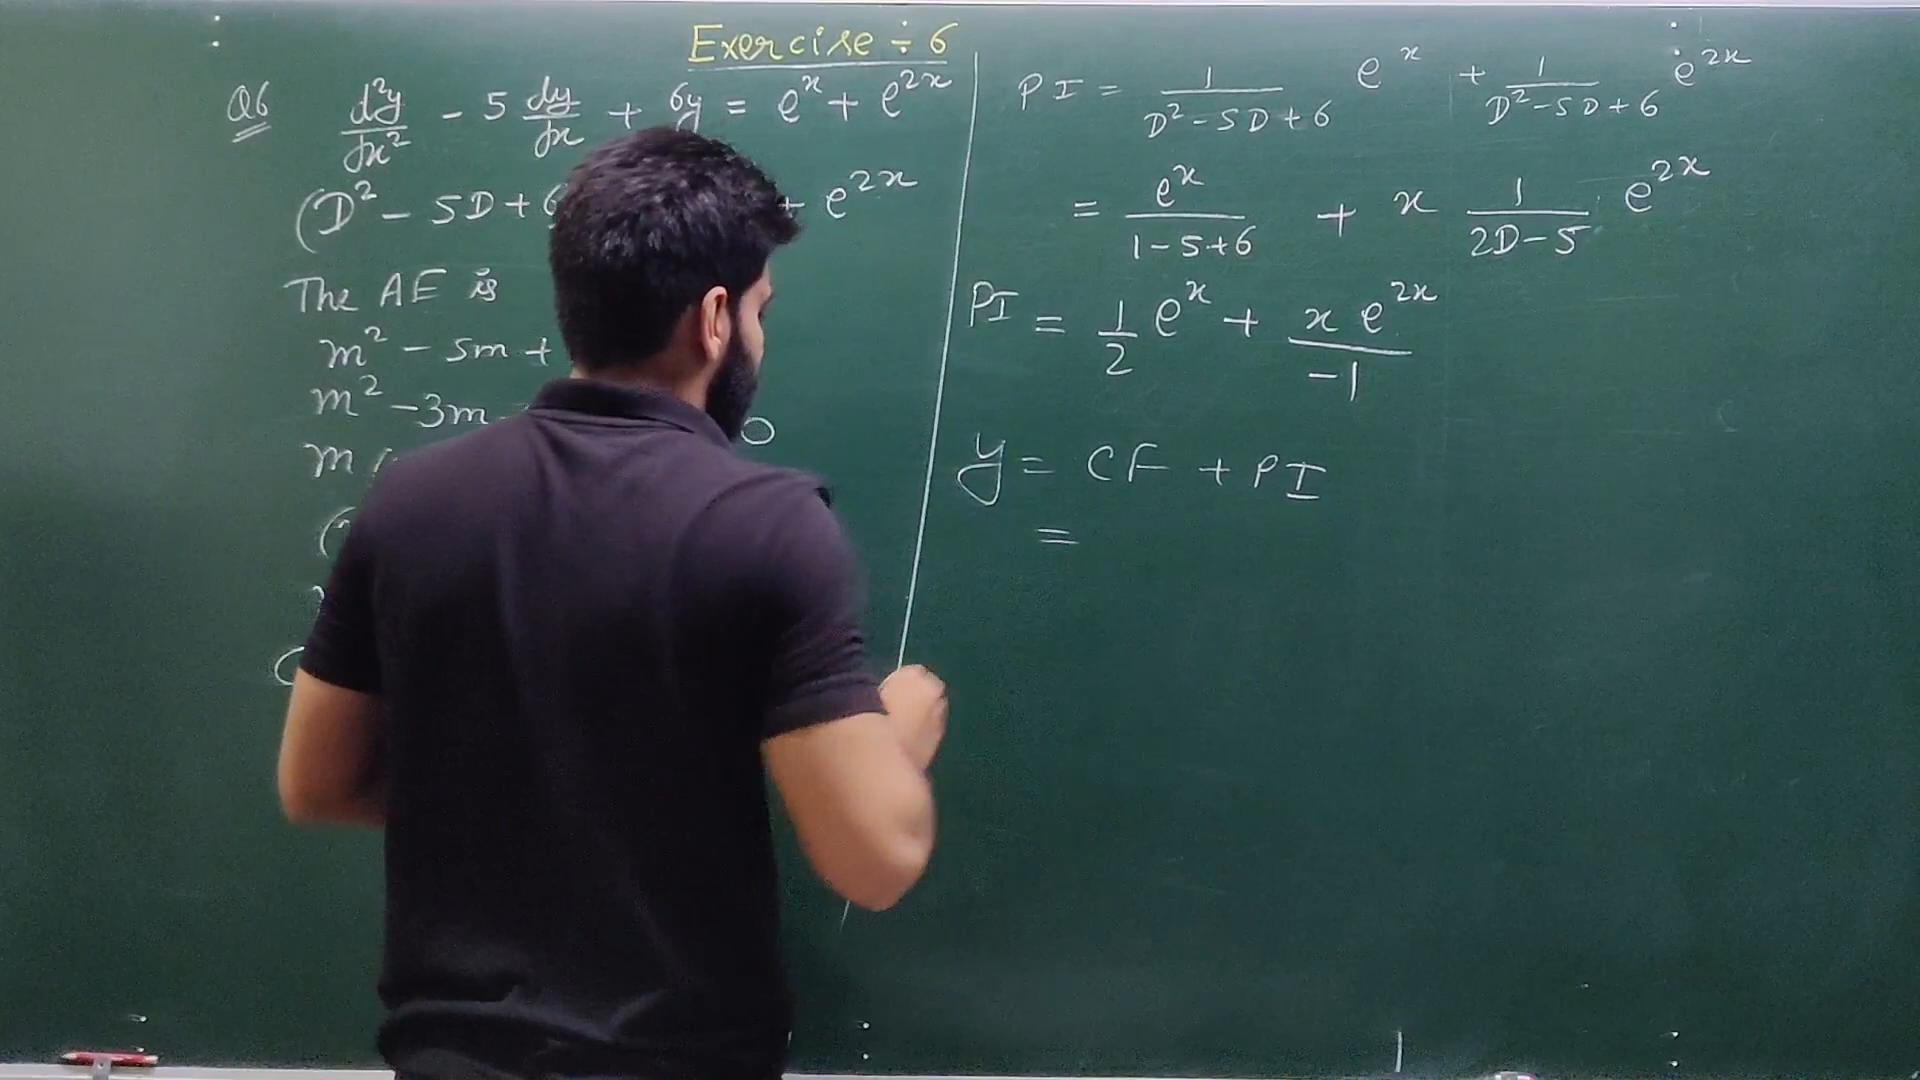 Exercise ÷ 6
Q6 d²y/dx² - 5 dy/dx + 6y = e^x + e^2x
(D² - 5D + 6 + e^2x
The AE is
m² - 5m +
m² - 3m 0
m
PI = 1/(D² - 5D + 6) e^x + 1/(D² - 5D + 6) e^2x
= e^x/(1 - 5 + 6) + x 1/(2D - 5) e^2x
PI = 1/2 e^x + x e^2x/-1
y = CF + PI
=